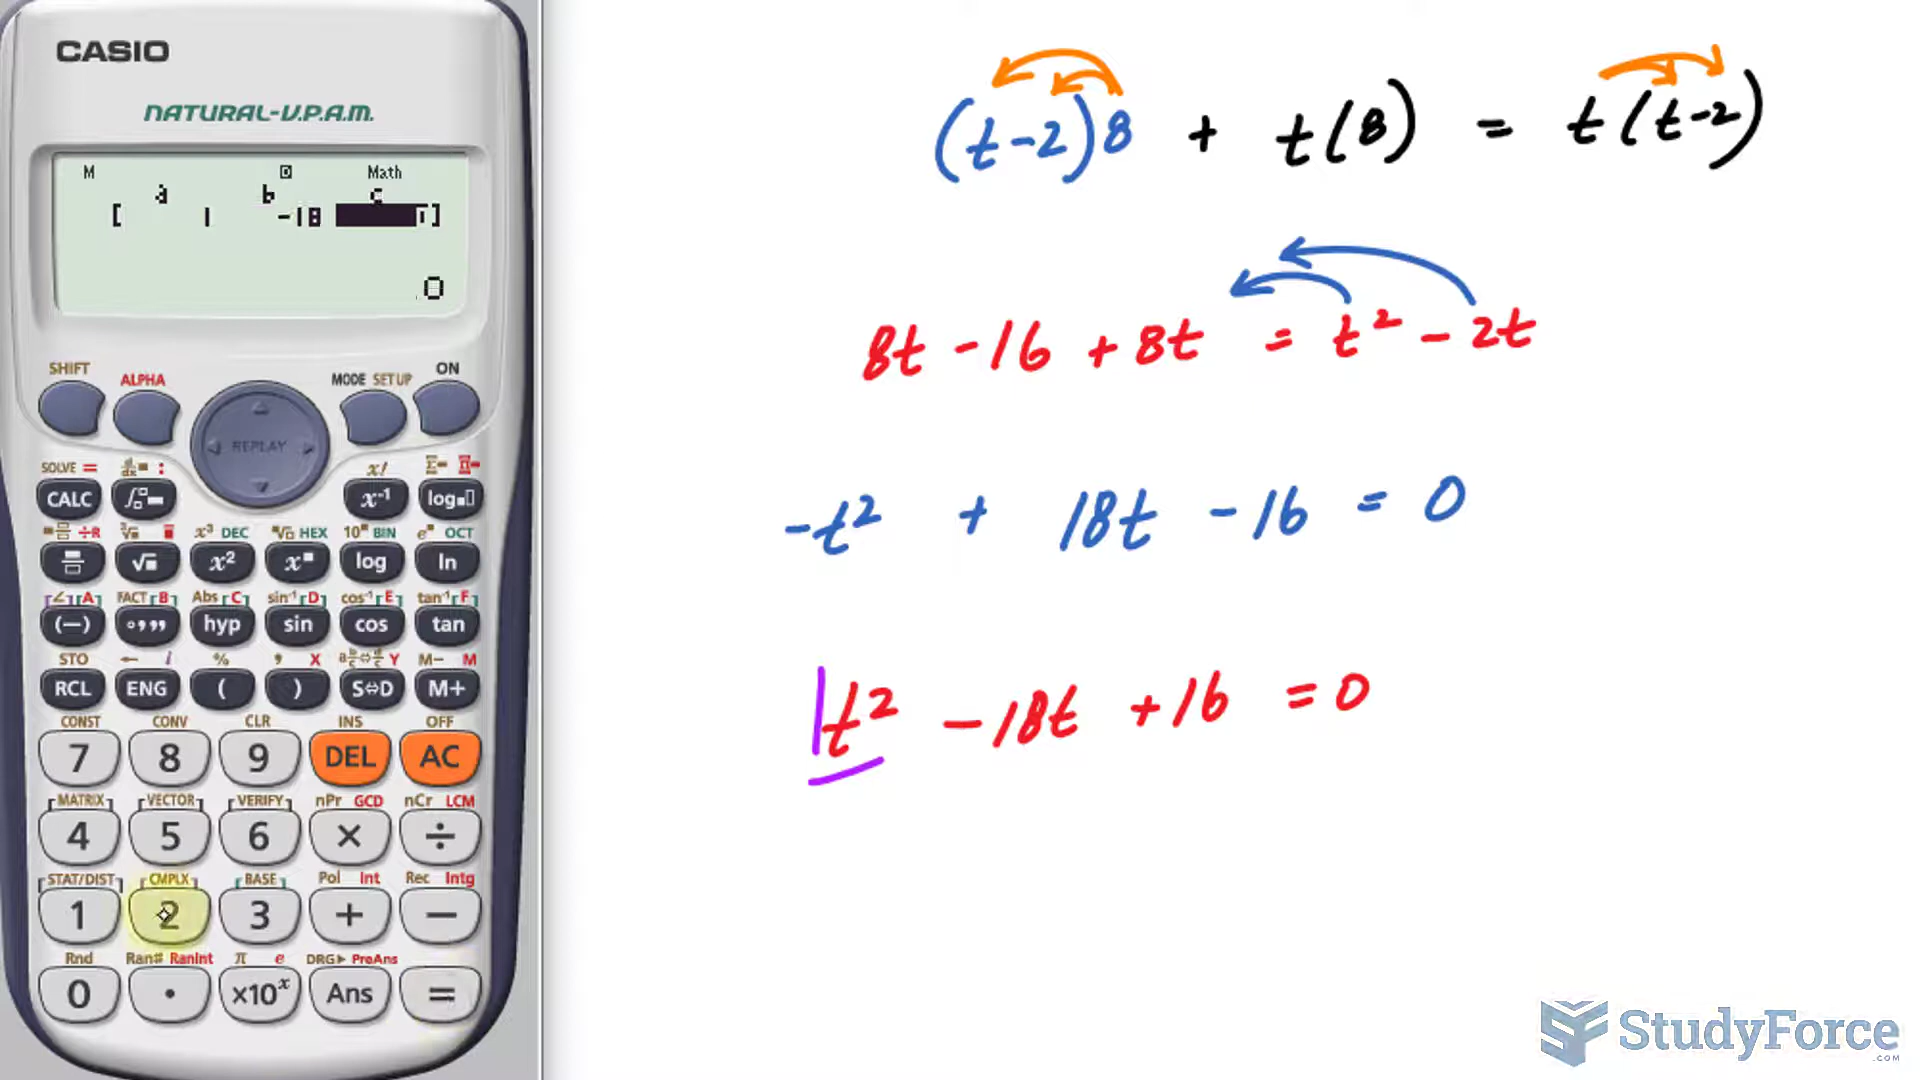 CASIO
NATURAL-V.P.A.M.
M D Math
a b c
[ 1 -18 ]
0
SHIFT ALPHA MODE SETUP ON
REPLAY
SOLVE = : x! 
CALC x⁻¹ log
÷R x³ DEC HEX 10 BIN e OCT
√ x² x log ln
∠ A FACT B Abs C sin⁻¹ D cos⁻¹ E tan⁻¹ F
(−) °,,, hyp sin cos tan
STO ← i % , X Y M− M
RCL ENG ( ) S⇔D M+
CONST CONV CLR INS OFF
7 8 9 DEL AC
MATRIX VECTOR VERIFY nPr GCD nCr LCM
4 5 6 × ÷
STAT/DIST CMPLX BASE Pol Int Rec Intg
1 2 3 + −
Rnd Ran# RanInt π e DRG▶ PreAns
0 . ×10ˣ Ans =
(t-2)8 + t(8) = t(t-2)
8t - 16 + 8t = t² - 2t
-t² + 18t - 16 = 0
1t² - 18t + 16 = 0
StudyForce
.COM